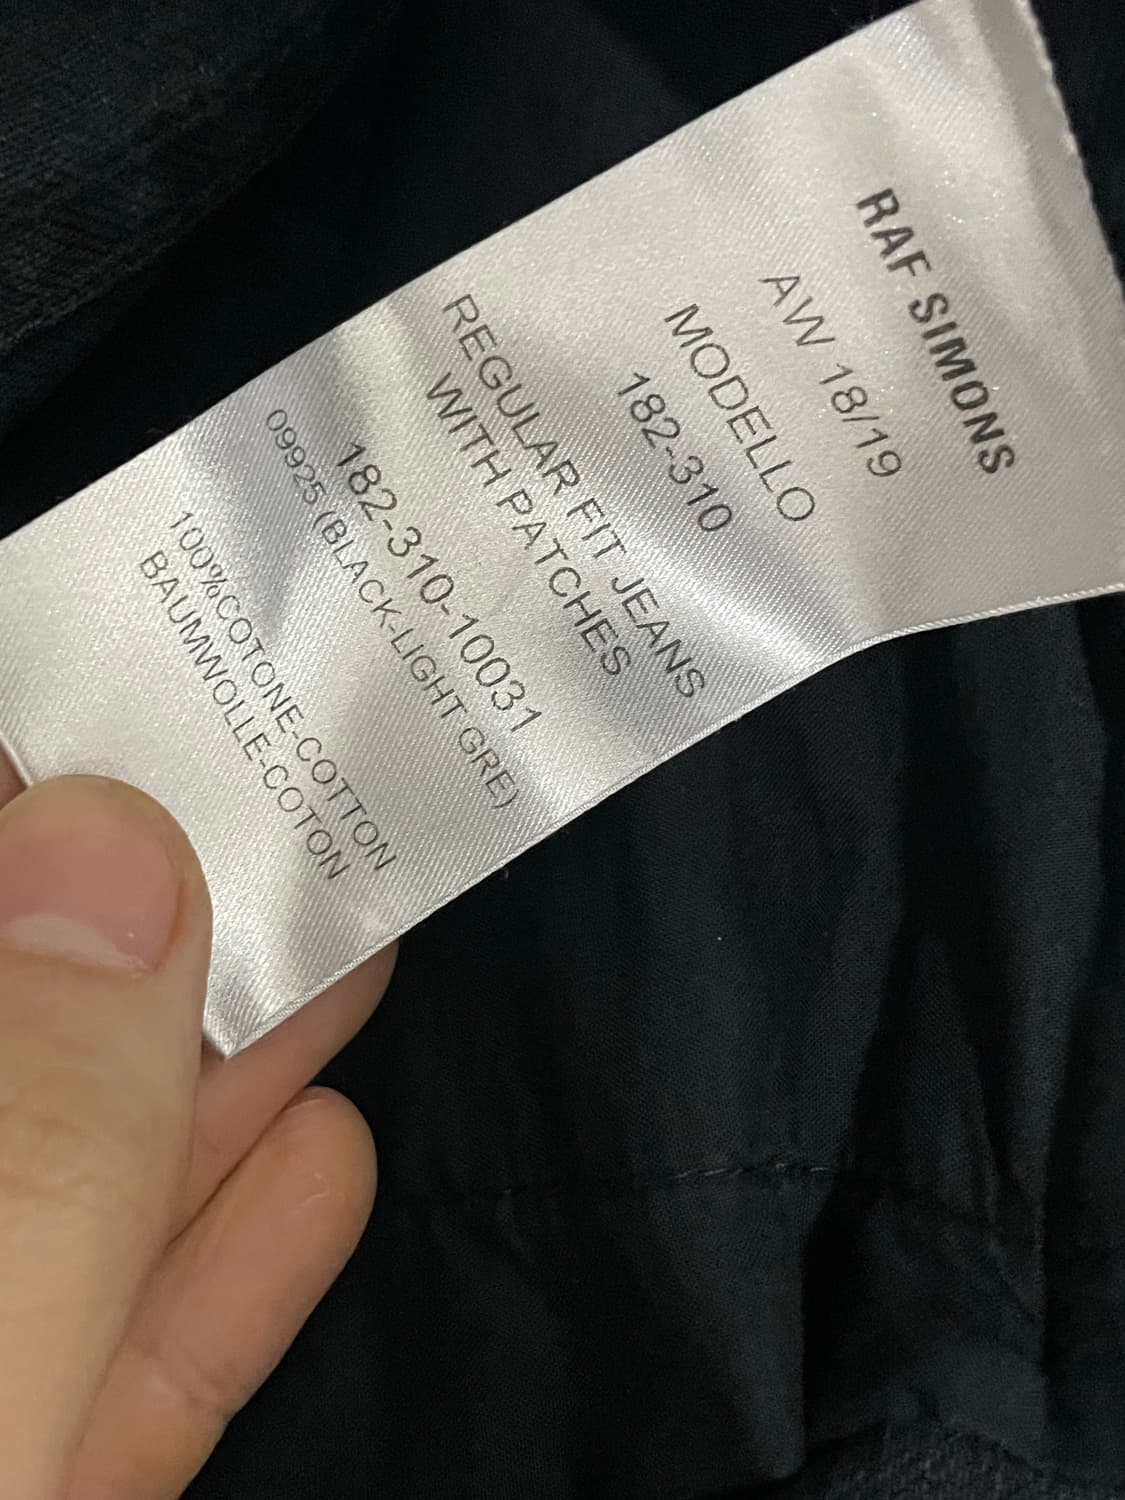 RAF SIMONS
AW 18/19
MODELLO
182-310
REGULAR FIT JEANS
WITH PATCHES
182-310-10031
09925 (BLACK-LIGHT GRE)
100%COTONE-COTTON
BAUMWOLLE-COTON